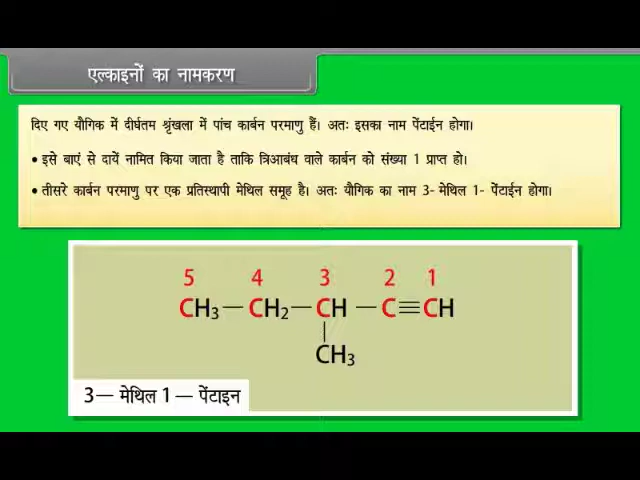 एल्काइनों का नामकरण
दिए गए यौगिक में दीर्घतम श्रृंखला में पांच कार्बन परमाणु हैं। अतः इसका नाम पेंटाईन होगा।
• इसे बाएं से दायें नामित किया जाता है ताकि त्रिआबंध वाले कार्बन को संख्या 1 प्राप्त हो।
• तीसरे कार्बन परमाणु पर एक प्रतिस्थापी मेथिल समूह है। अतः यौगिक का नाम 3- मेथिल 1- पेंटाईन होगा।
5 4 3 2 1
CH₃ — CH₂ — CH — C≡CH
|
CH₃
3— मेथिल 1— पेंटाइन